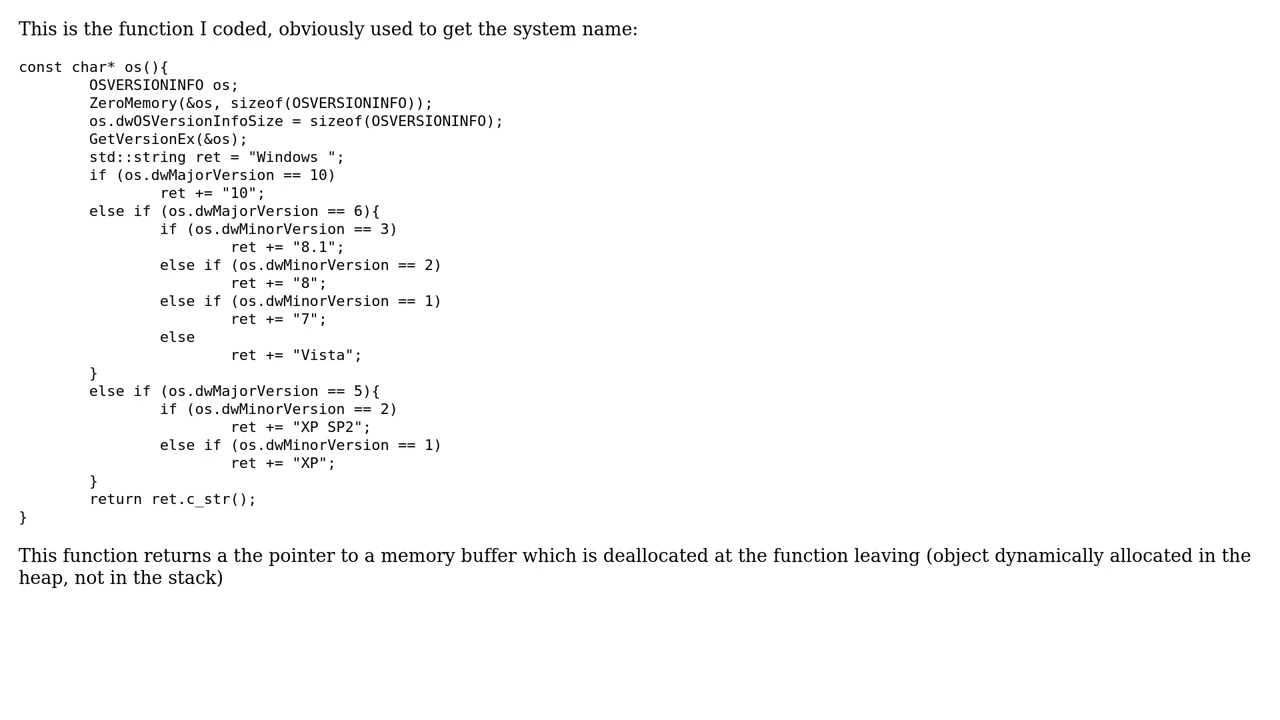 This is the function I coded, obviously used to get the system name:
const char* os(){
        OSVERSIONINFO os;
        ZeroMemory(&os, sizeof(OSVERSIONINFO));
        os.dwOSVersionInfoSize = sizeof(OSVERSIONINFO);
        GetVersionEx(&os);
        std::string ret = "Windows ";
        if (os.dwMajorVersion == 10)
                ret += "10";
        else if (os.dwMajorVersion == 6){
                if (os.dwMinorVersion == 3)
                        ret += "8.1";
                else if (os.dwMinorVersion == 2)
                        ret += "8";
                else if (os.dwMinorVersion == 1)
                        ret += "7";
                else
                        ret += "Vista";
        }
        else if (os.dwMajorVersion == 5){
                if (os.dwMinorVersion == 2)
                        ret += "XP SP2";
                else if (os.dwMinorVersion == 1)
                        ret += "XP";
        }
        return ret.c_str();
}
This function returns a the pointer to a memory buffer which is deallocated at the function leaving (object dynamically allocated in the
heap, not in the stack)